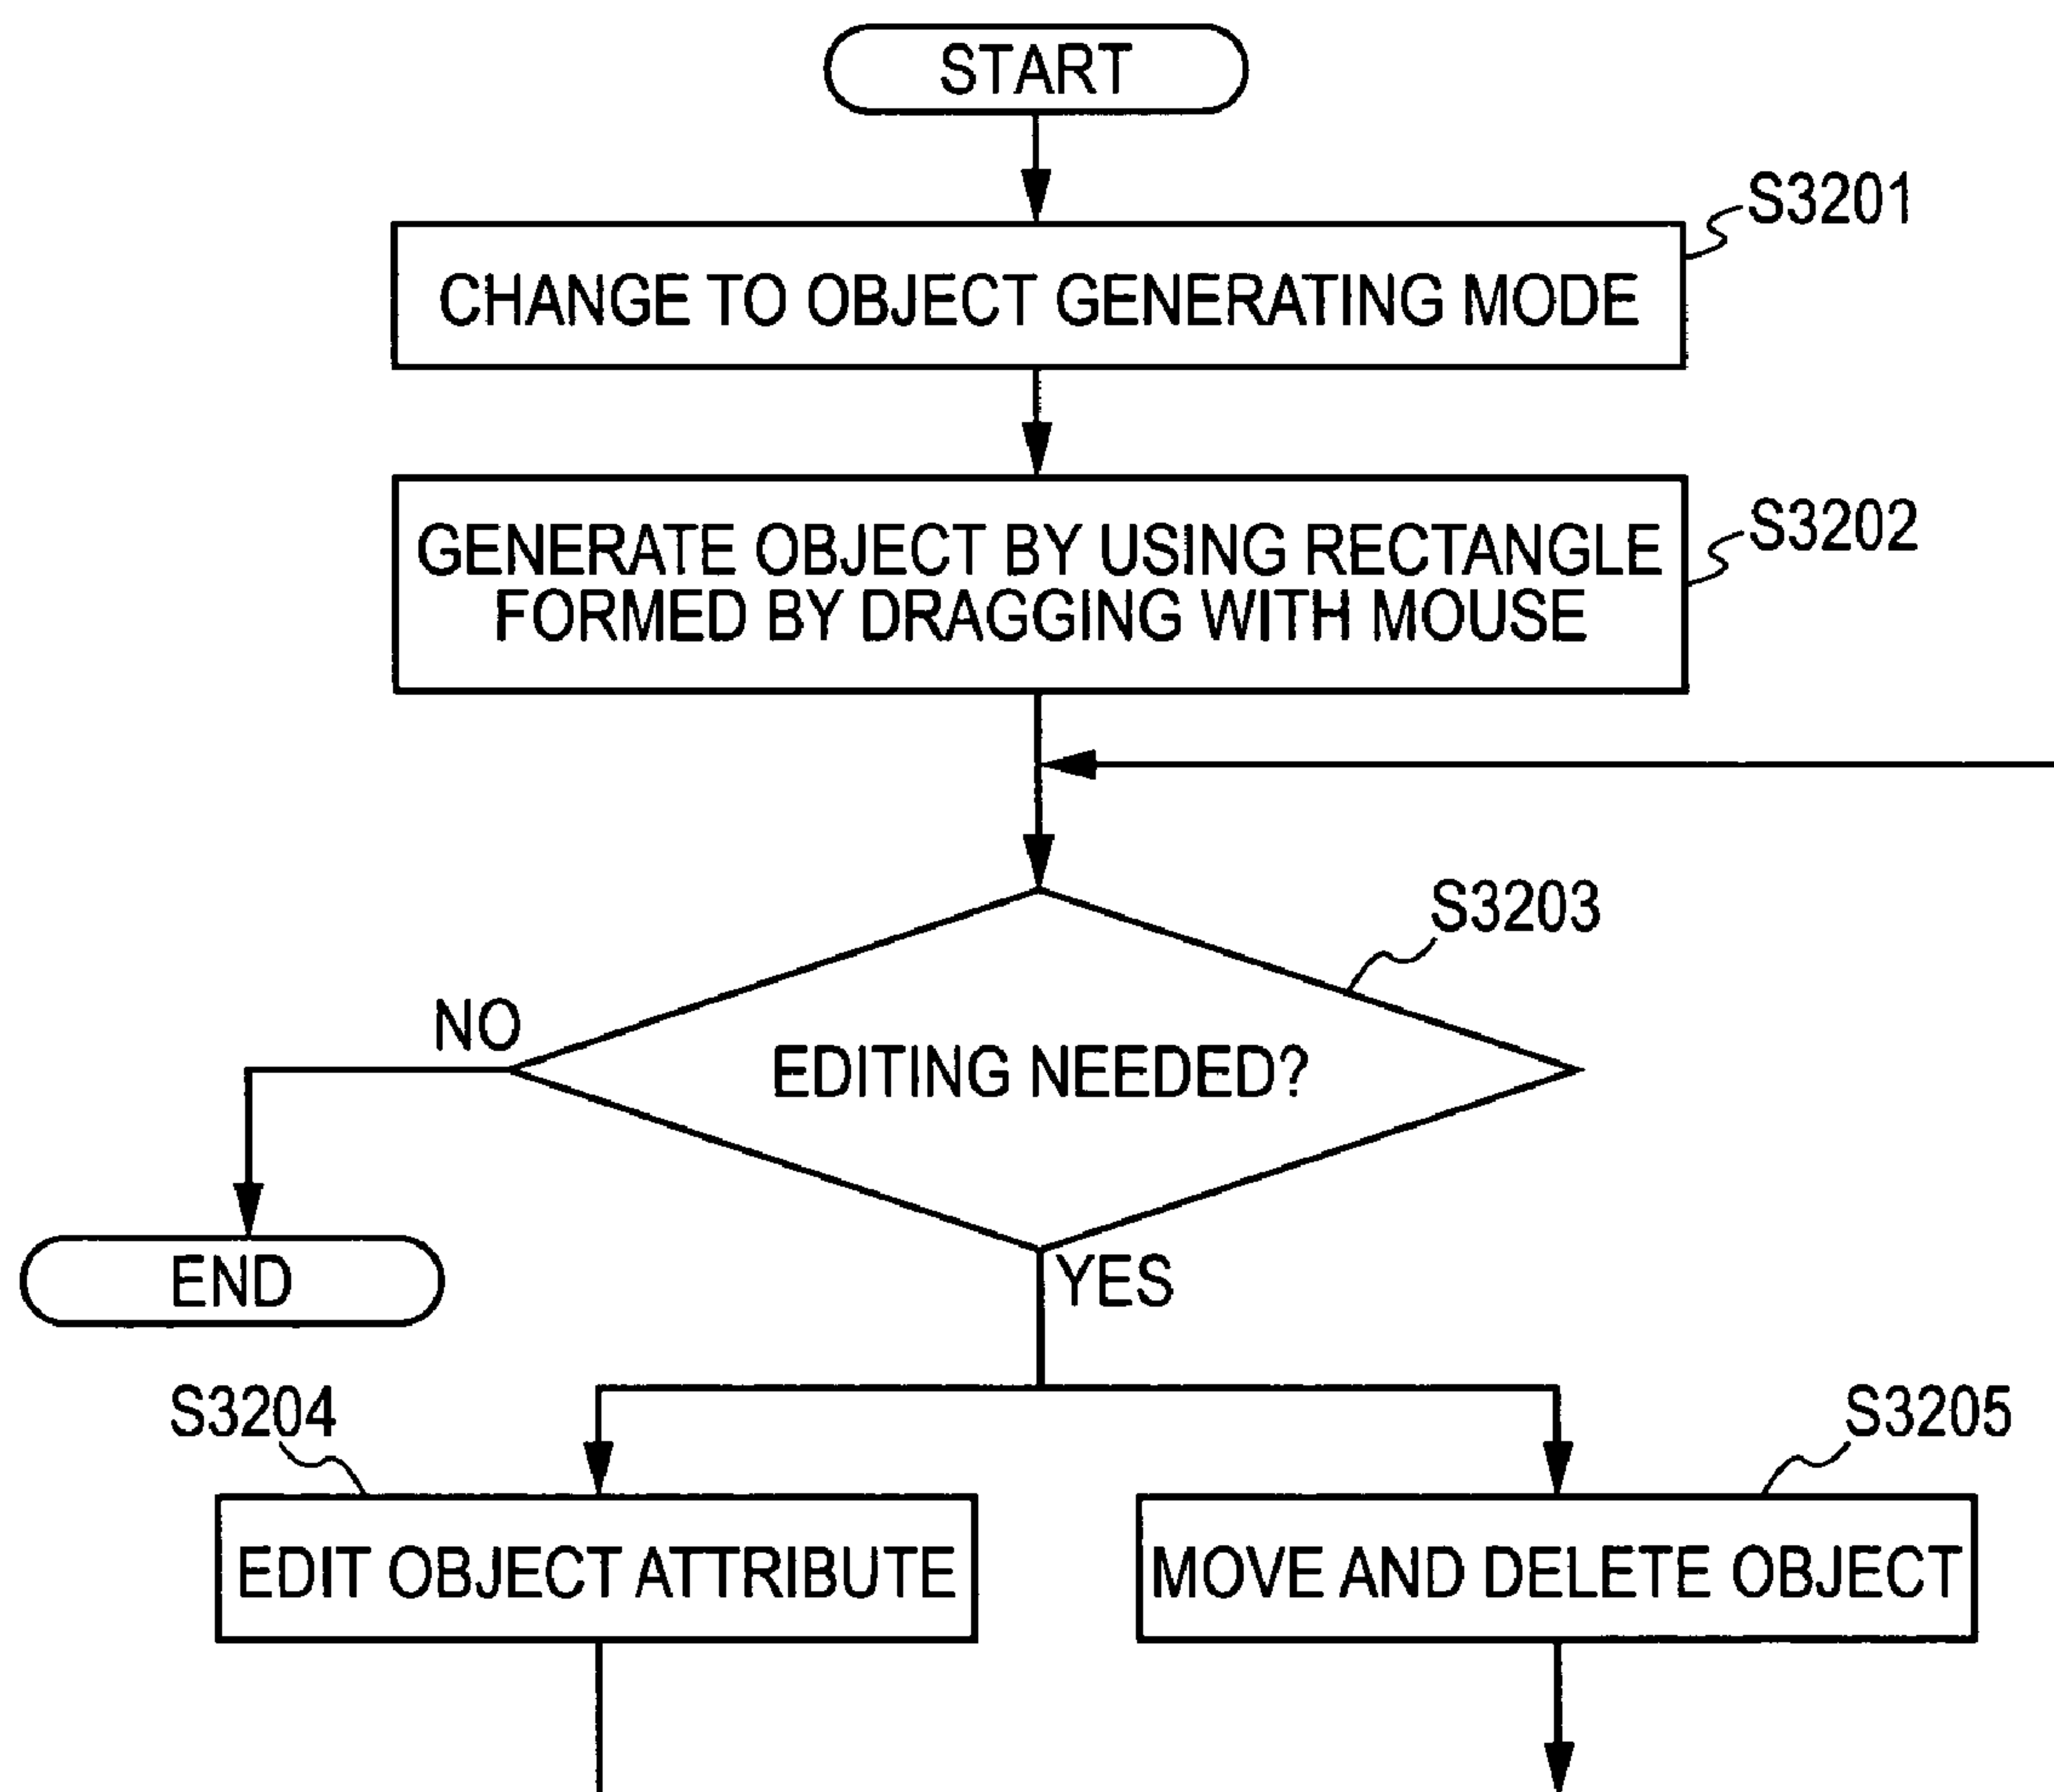 START
S3201
CHANGE TO OBJECT GENERATING MODE
S3202
GENERATE OBJECT BY USING RECTANGLE
FORMED BY DRAGGING WITH MOUSE
S3203
NO
EDITING NEEDED?
END
YES
S3204
S3205
EDIT OBJECT ATTRIBUTE
MOVE AND DELETE OBJECT